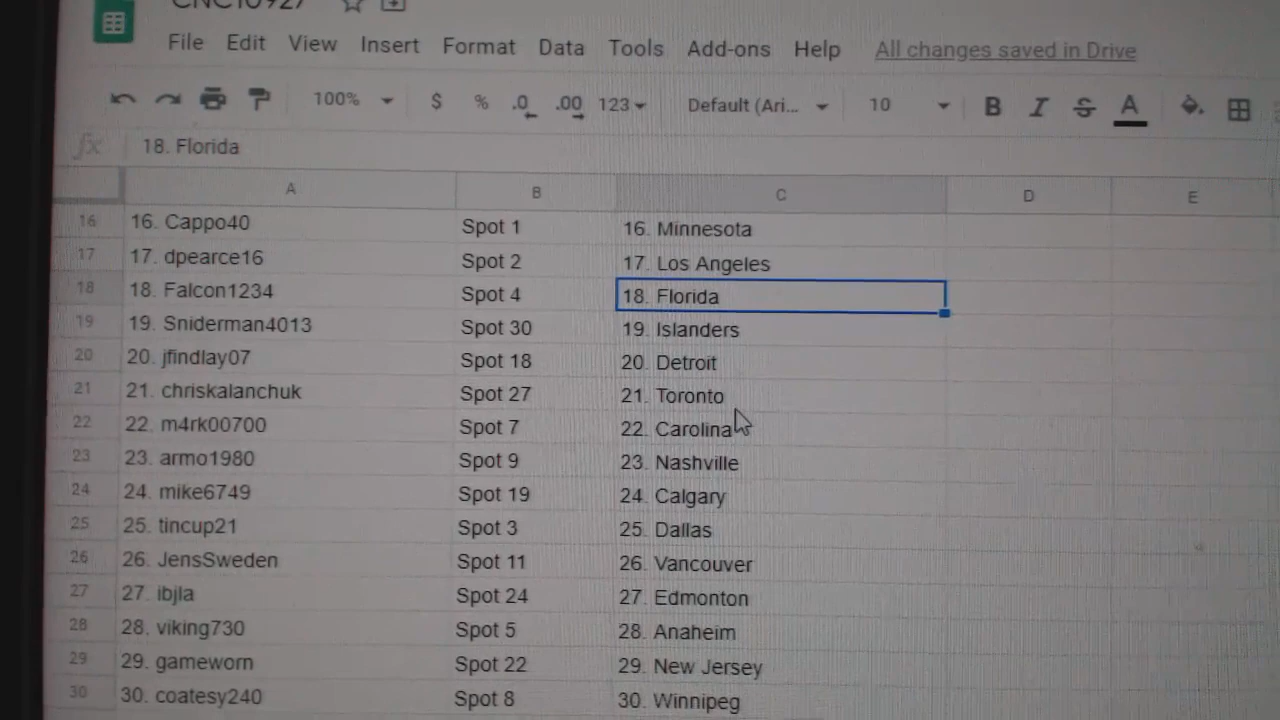 CNC10927
File Edit View Insert Format Data Tools Add-ons Help All changes saved in Drive
100% $ % .0 .00 123 Default (Ari... 10 B I S A
fx 18. Florida
A B C D E
16 16. Cappo40 Spot 1 16. Minnesota
17 17. dpearce16 Spot 2 17. Los Angeles
18 18. Falcon1234 Spot 4 18. Florida
19 19. Sniderman4013 Spot 30 19. Islanders
20 20. jfindlay07 Spot 18 20. Detroit
21 21. chriskalanchuk Spot 27 21. Toronto
22 22. m4rk00700 Spot 7 22. Carolina
23 23. armo1980 Spot 9 23. Nashville
24 24. mike6749 Spot 19 24. Calgary
25 25. tincup21 Spot 3 25. Dallas
26 26. JensSweden Spot 11 26. Vancouver
27 27. ibjla Spot 24 27. Edmonton
28 28. viking730 Spot 5 28. Anaheim
29 29. gameworn Spot 22 29. New Jersey
30 30. coatesy240 Spot 8 30. Winnipeg